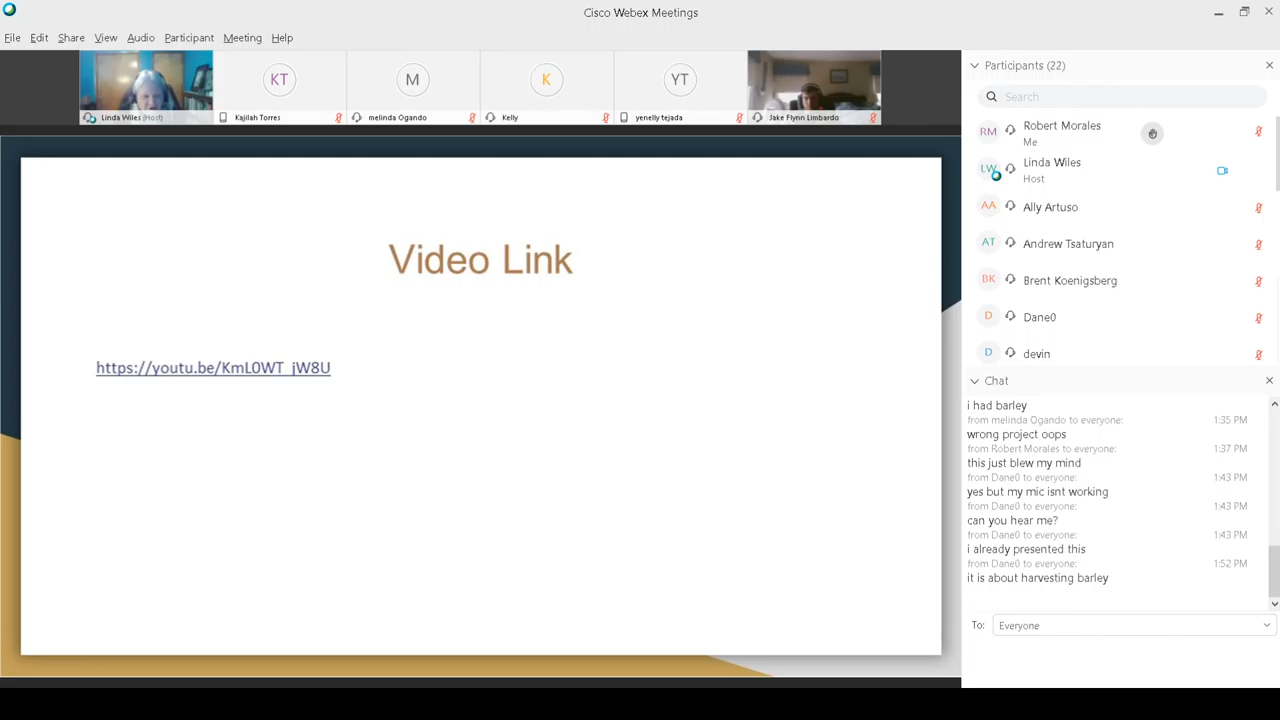 Cisco Webex Meetings
File Edit Share View Audio Participant Meeting Help
KT
M
K
YT
Linda Wiles (Host)
Kajilah Torres
melinda Ogando
Kelly
yenelly tejada
Jake Flynn Limbardo
Video Link
https://youtu.be/KmL0WT_jW8U
Participants (22)
Search
RM Robert Morales
Me
LW Linda Wiles
Host
AA Ally Artuso
AT Andrew Tsaturyan
BK Brent Koenigsberg
D Dane0
D devin
Chat
i had barley
from melinda Ogando to everyone: 1:35 PM
wrong project oops
from Robert Morales to everyone: 1:37 PM
this just blew my mind
from Dane0 to everyone: 1:43 PM
yes but my mic isnt working
from Dane0 to everyone: 1:43 PM
can you hear me?
from Dane0 to everyone: 1:43 PM
i already presented this
from Dane0 to everyone: 1:52 PM
it is about harvesting barley
To: Everyone